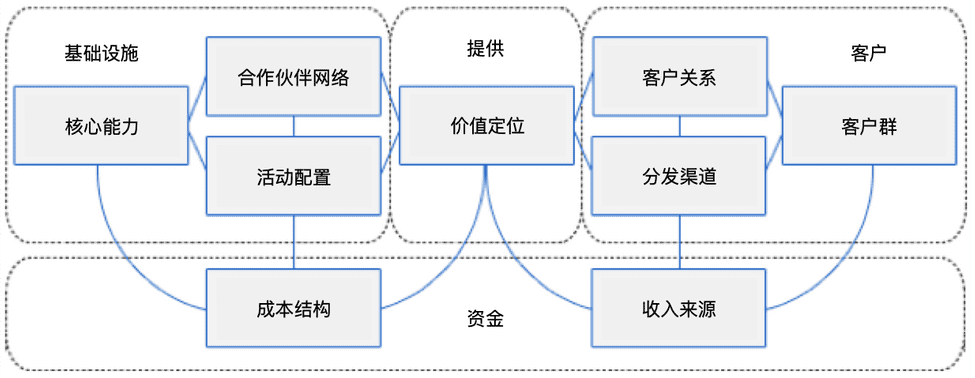 基础设施
提供
客户
合作伙伴网络
客户关系
核心能力
价值定位
客户群
活动配置
分发渠道
成本结构
资金
收入来源